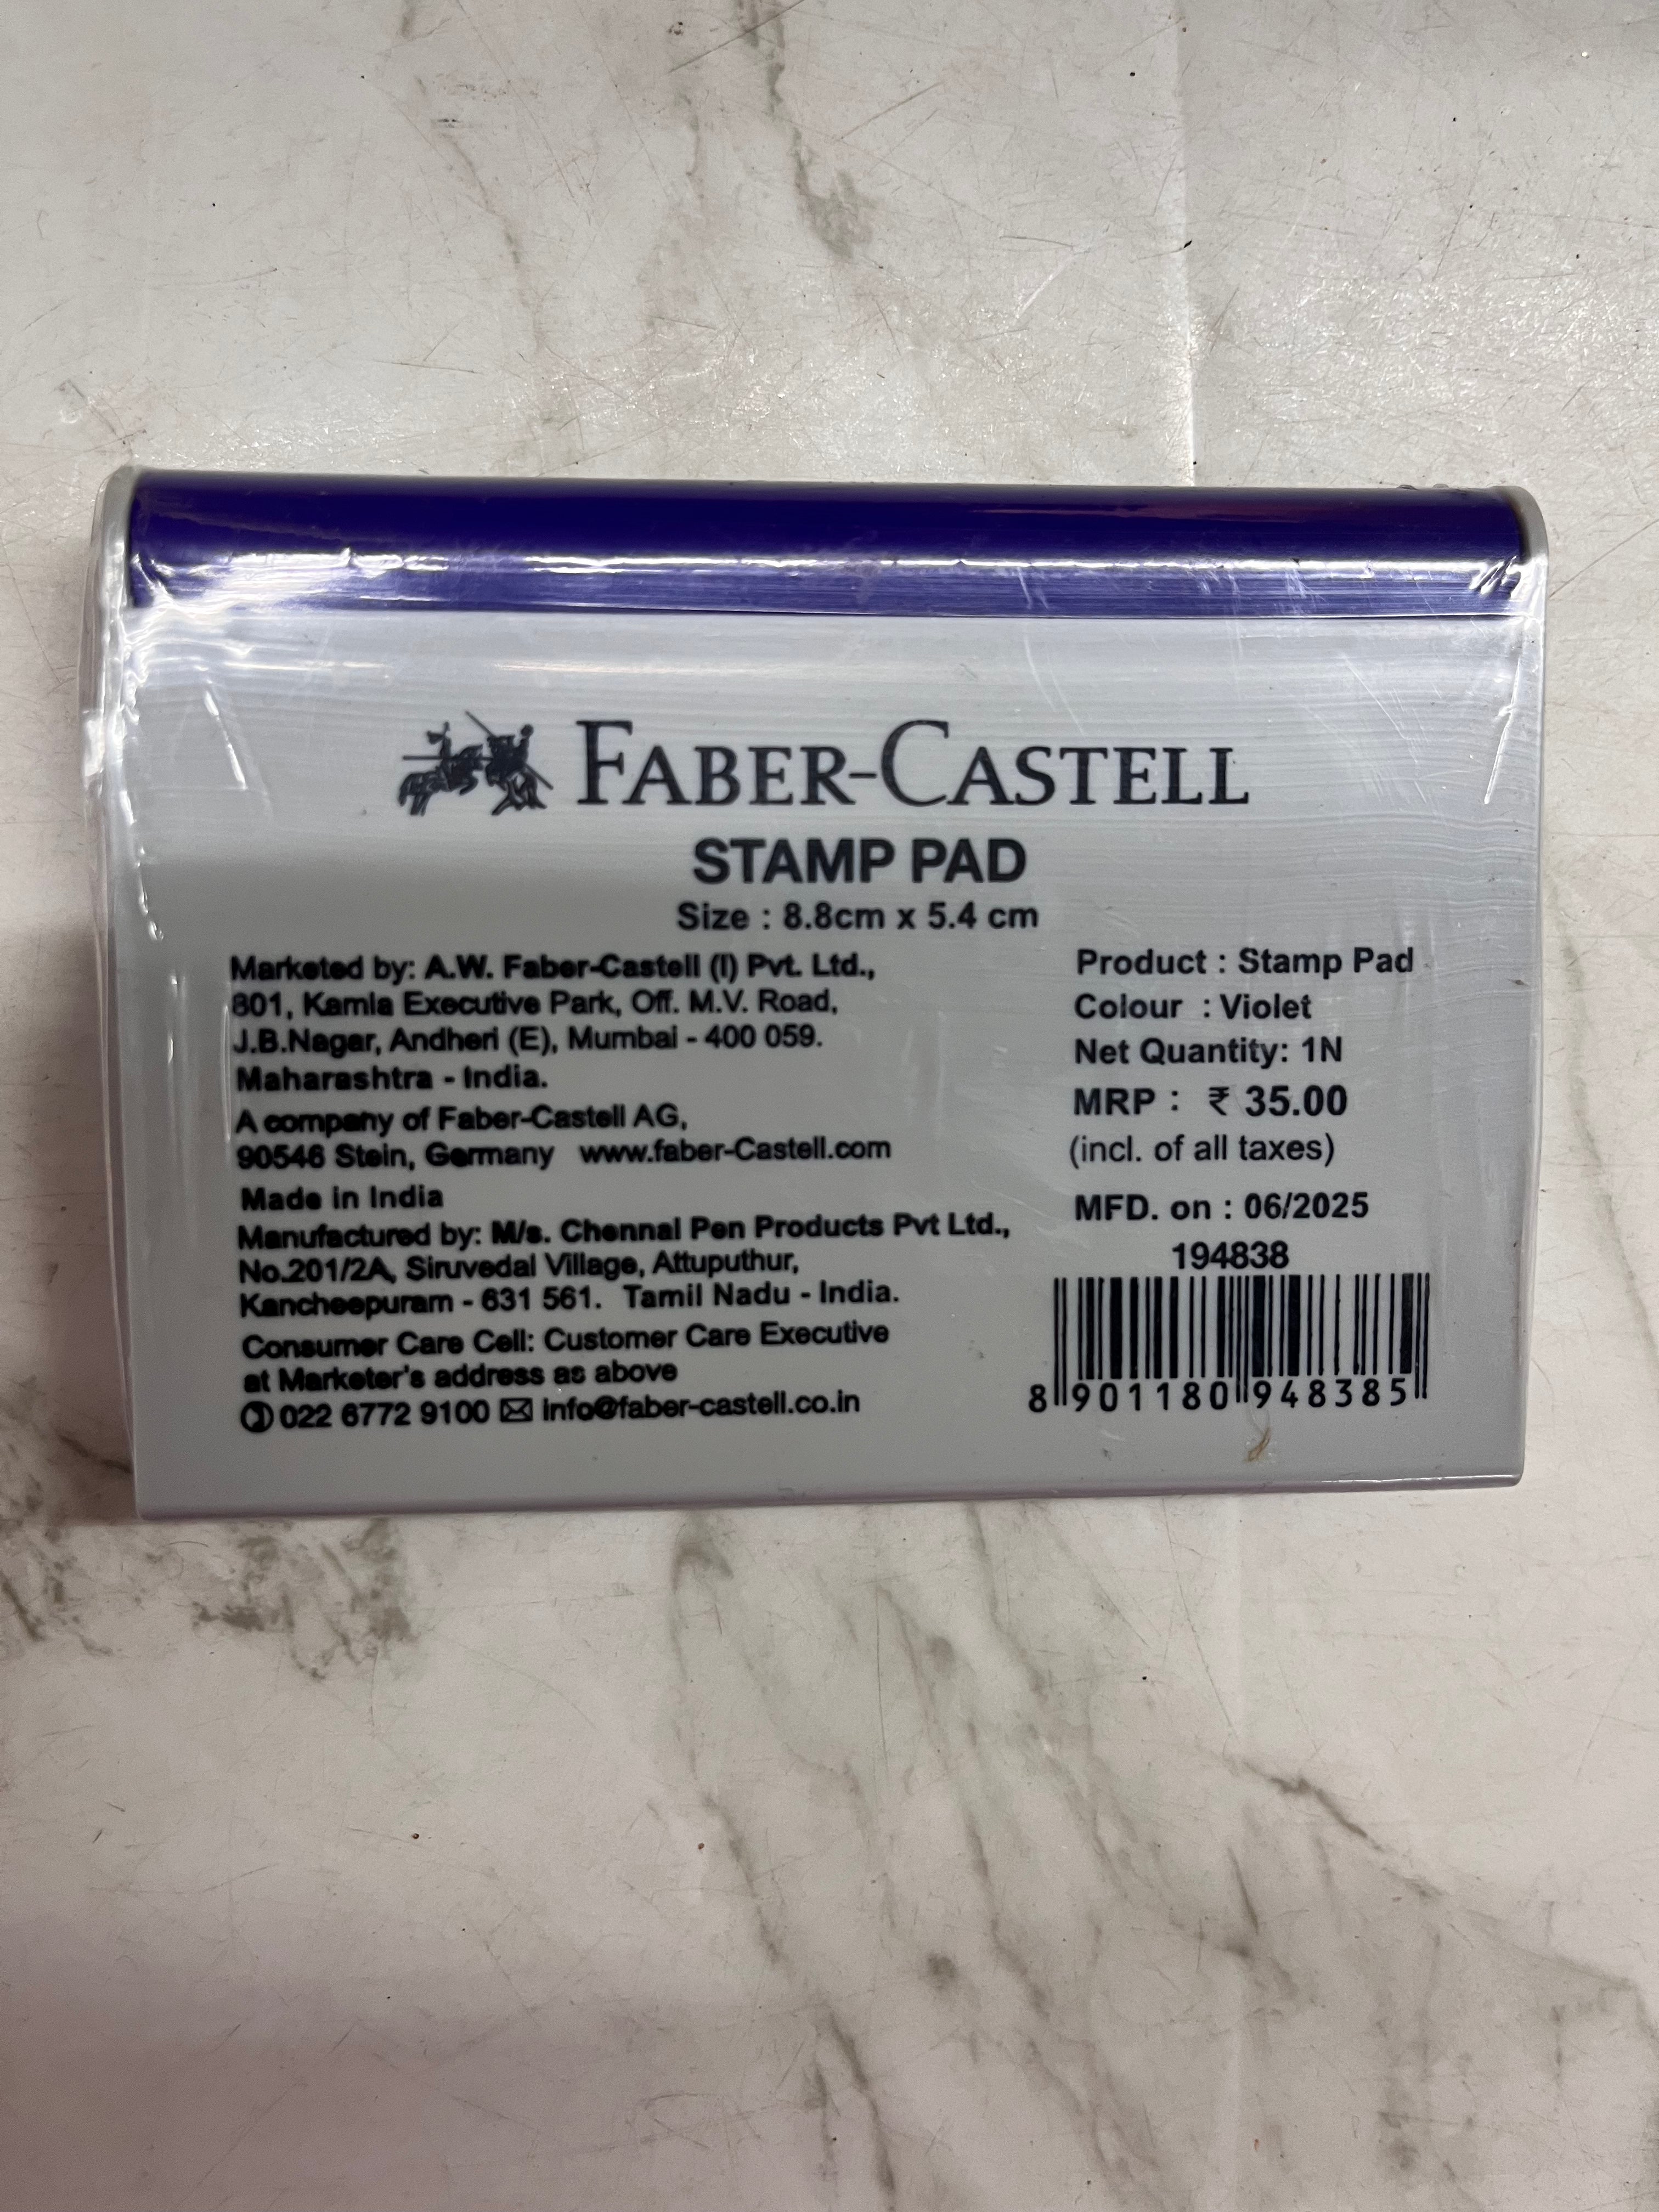 FABER-CASTELL
STAMP PAD
Size : 8.8cm x 5.4 cm
Marketed by: A.W. Faber-Castell (I) Pvt. Ltd.,
801, Kamla Executive Park, Off. M.V. Road,
J.B.Nagar, Andheri (E), Mumbai - 400 059.
Maharashtra - India.
A company of Faber-Castell AG,
90546 Stein, Germany www.faber-Castell.com
Made in India
Manufactured by: M/s. Chennai Pen Products Pvt Ltd.,
No.201/2A, Siruvedal Village, Attuputhur,
Kancheepuram - 631 561. Tamil Nadu - India.
Consumer Care Cell: Customer Care Executive
at Marketer's address as above
022 6772 9100 info@faber-castell.co.in
Product : Stamp Pad
Colour : Violet
Net Quantity: 1N
MRP : ₹ 35.00
(incl. of all taxes)
MFD. on : 06/2025
194838
8 901180 948385